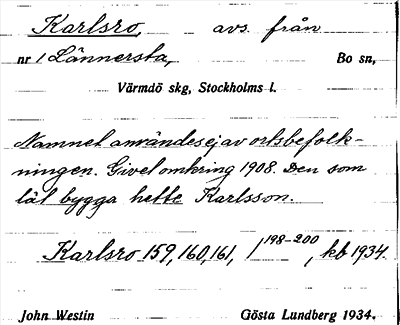 Karlsro, avs. från
nr 1 Lännersta, Bo sn,
Värmdö skg, Stockholms l.
Namnet användes ej av ortsbefolk-
ningen. Givet omkring 1908. Den som
lät bygga hette Karlsson.
Karlsro 159, 160, 161, 1 198-200, kb 1934.
John Westin Gösta Lundberg 1934.